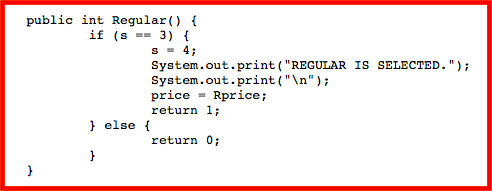 public int Regular() {
        if (s == 3) {
                s = 4;
                System.out.print("REGULAR IS SELECTED.");
                System.out.print("\n");
                price = Rprice;
                return 1;
        } else {
                return 0;
        }
}